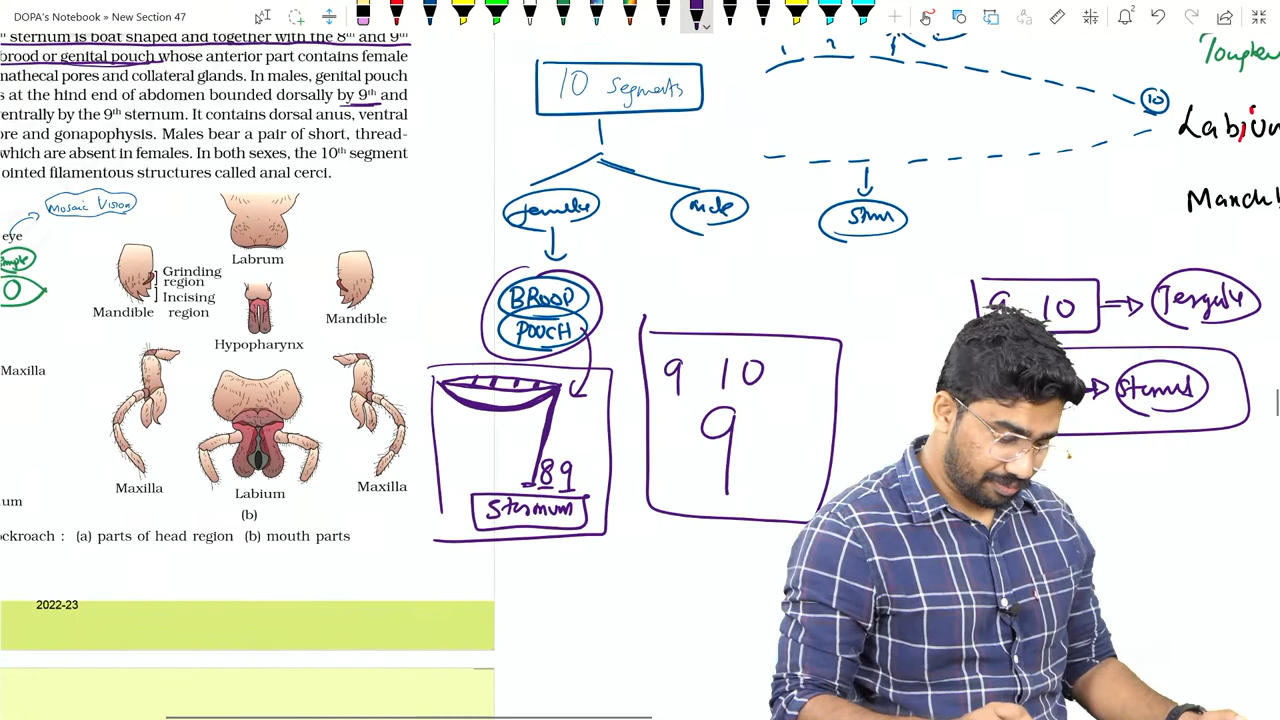 DOPA's Notebook » New Section 47
sternum is boat shaped and together with the 8th and 9th
brood or genital pouch whose anterior part contains female
nathecal pores and collateral glands. In males, genital pouch
s at the hind end of abdomen bounded dorsally by 9th and
entrally by the 9th sternum. It contains dorsal anus, ventral
ore and gonapophysis. Males bear a pair of short, thread-
which are absent in females. In both sexes, the 10th segment
ointed filamentous structures called anal cerci.
Mosaic Vision
eye
Labrum
Grinding
region
Incising
region
Mandible
Mandible
Hypopharynx
Maxilla
Maxilla
Labium
Maxilla
um
(b)
ckroach : (a) parts of head region (b) mouth parts
2022-23
10 Segments
female
male
BROOD
POUCH
8 9
Sternum
9 10
9
1 2
10
Labium
Mandi
9 10